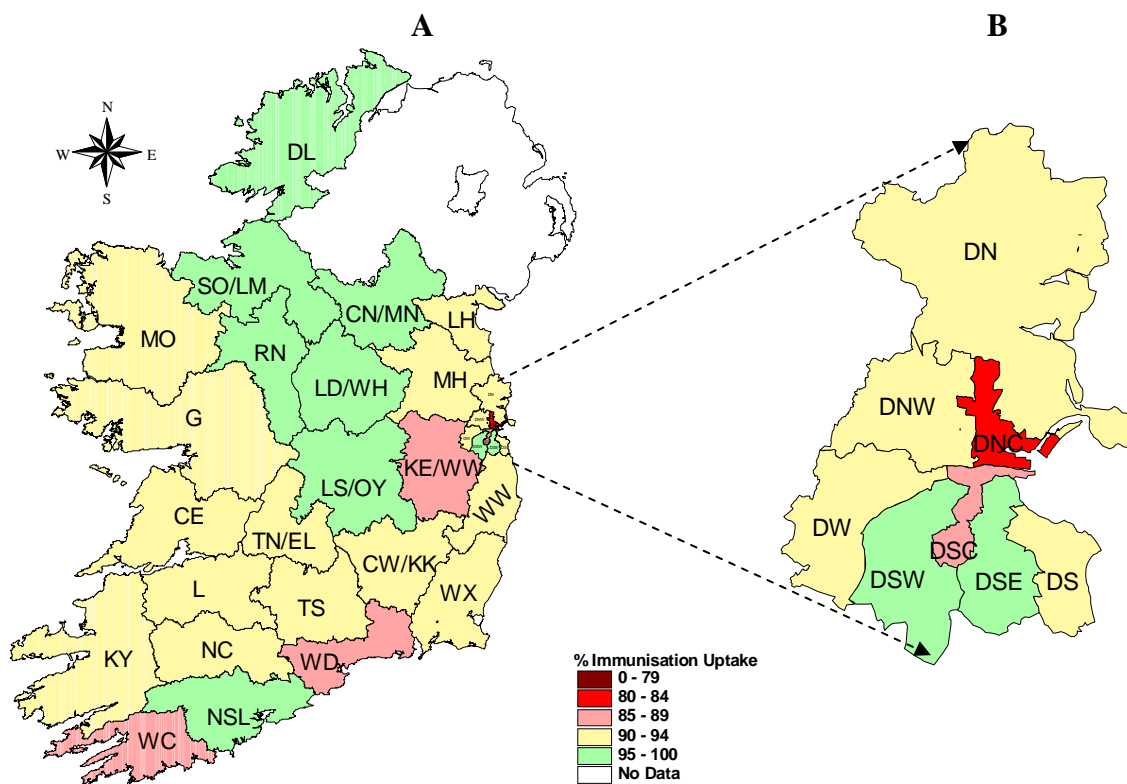 A B
N
W E
S
DL
DN
SO/LM
CN/MN
LH
MO
RN
MH
LD/WH
DNW
G
DNC
KE/WW
LS/OY
WW
CE
DW
TN/EL
DSC
CW/KK
DSW
DSE
DS
L
TS
WX
NC
KY
WD
NSL
WC
% Immunisation Uptake
0 - 79
80 - 84
85 - 89
90 - 94
95 - 100
No Data